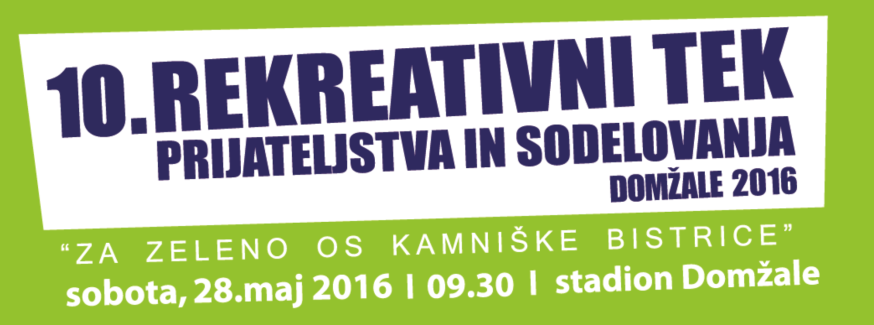 10. REKREATIVNI TEK
PRIJATELJSTVA IN SODELOVANJA
DOMŽALE 2016
“ZA ZELENO OS KAMNIŠKE BISTRICE”
sobota, 28.maj 2016 | 09.30 | stadion Domžale